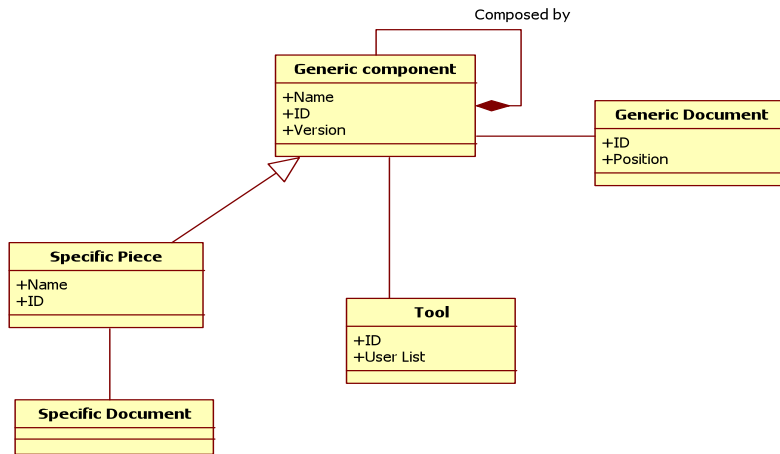 Composed by
Generic component
+Name
+ID
+Version
Generic Document
+ID
+Position
Specific Piece
+Name
+ID
Tool
+ID
+User List
Specific Document